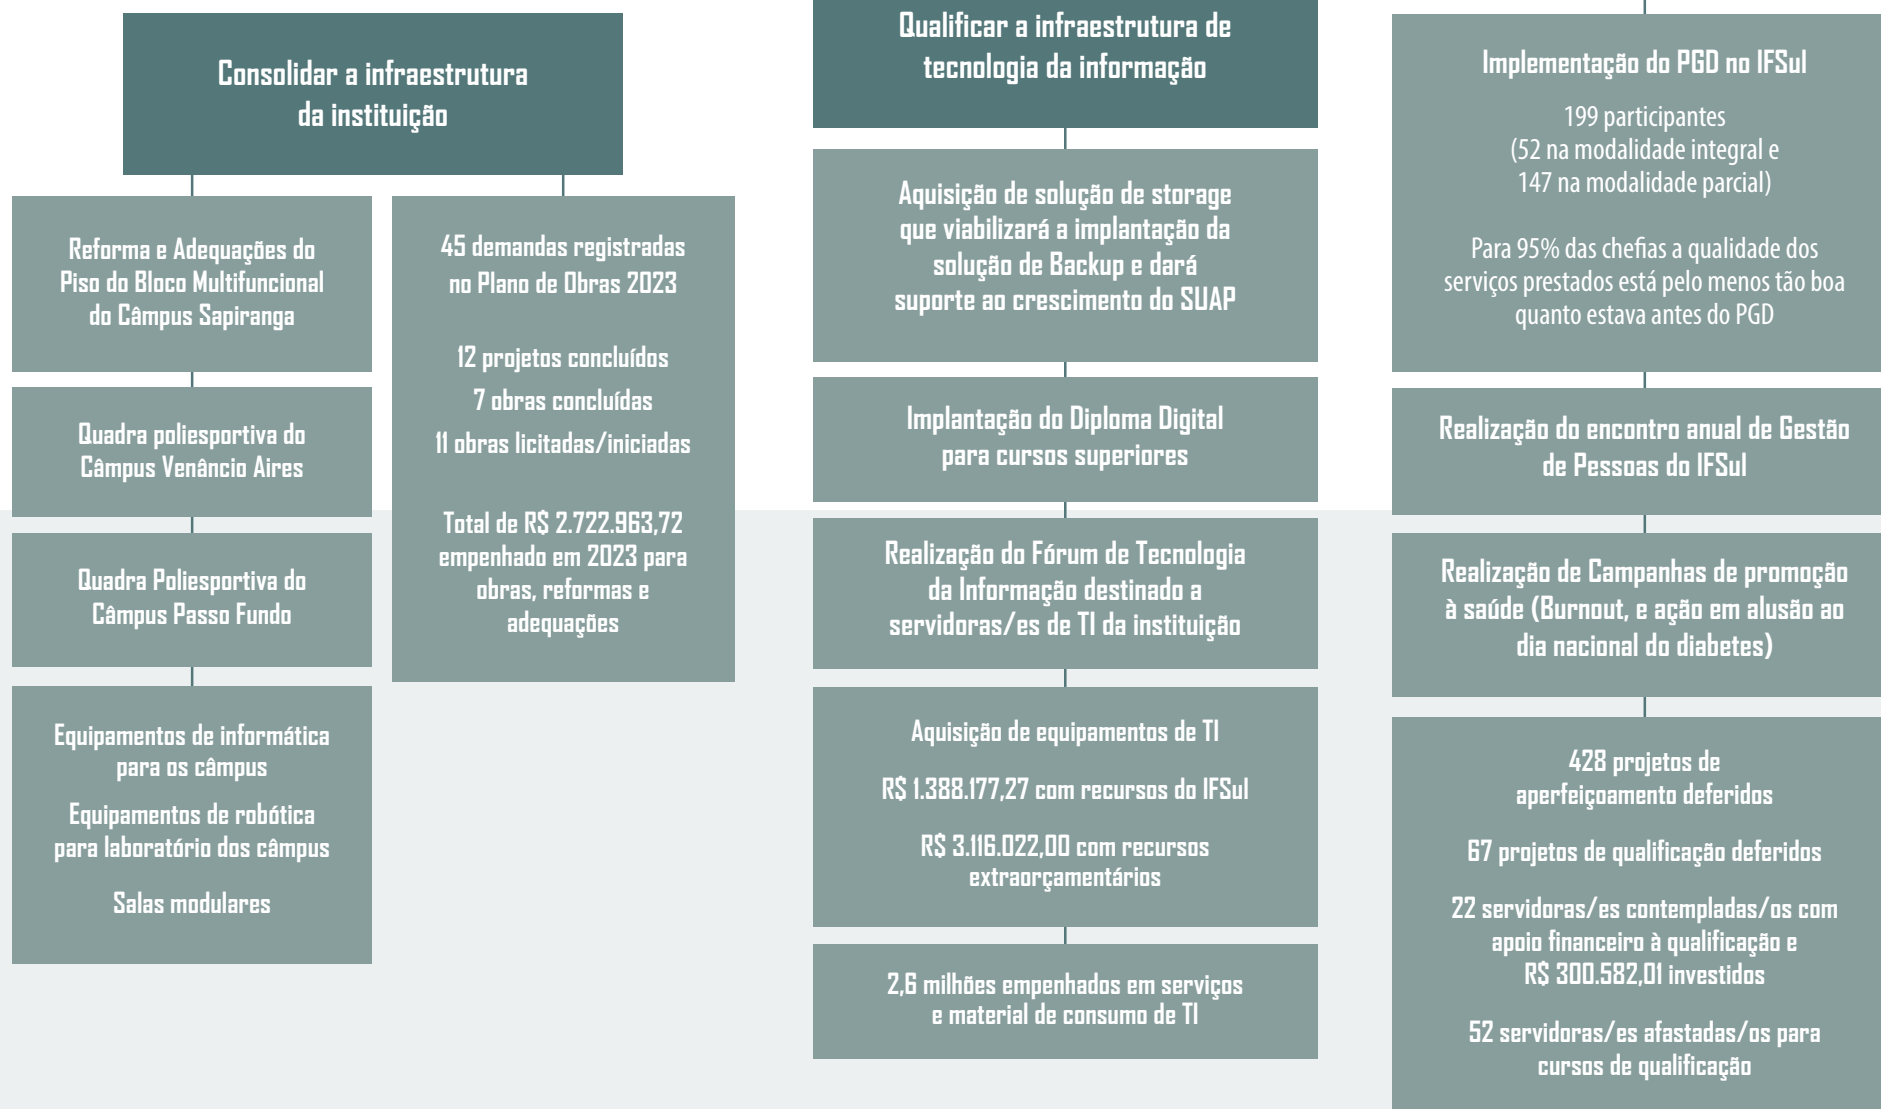 Consolidar a infraestrutura
da instituição
Reforma e Adequações do
Piso do Bloco Multifuncional
do Câmpus Sapiranga
Quadra poliesportiva do
Câmpus Venâncio Aires
Quadra Poliesportiva do
Câmpus Passo Fundo
Equipamentos de informática
para os câmpus
Equipamentos de robótica
para laboratório dos câmpus
Salas modulares
45 demandas registradas
no Plano de Obras 2023
12 projetos concluídos
7 obras concluídas
11 obras licitadas/iniciadas
Total de R$ 2.722.963,72
empenhado em 2023 para
obras, reformas e
adequações
Qualificar a infraestrutura de
tecnologia da informação
Aquisição de solução de storage
que viabilizará a implantação da
solução de Backup e dará
suporte ao crescimento do SUAP
Implantação do Diploma Digital
para cursos superiores
Realização do Fórum de Tecnologia
da Informação destinado a
servidoras/es de TI da instituição
Aquisição de equipamentos de TI
R$ 1.388.177,27 com recursos do IFSul
R$ 3.116.022,00 com recursos
extraorçamentários
2,6 milhões empenhados em serviços
e material de consumo de TI
Implementação do PGD no IFSul
199 participantes
(52 na modalidade integral e
147 na modalidade parcial)
Para 95% das chefias a qualidade dos
serviços prestados está pelo menos tão boa
quanto estava antes do PGD
Realização do encontro anual de Gestão
de Pessoas do IFSul
Realização de Campanhas de promoção
à saúde (Burnout, e ação em alusão ao
dia nacional do diabetes)
428 projetos de
aperfeiçoamento deferidos
67 projetos de qualificação deferidos
22 servidoras/es contempladas/os com
apoio financeiro à qualificação e
R$ 300.582,01 investidos
52 servidoras/es afastadas/os para
cursos de qualificação